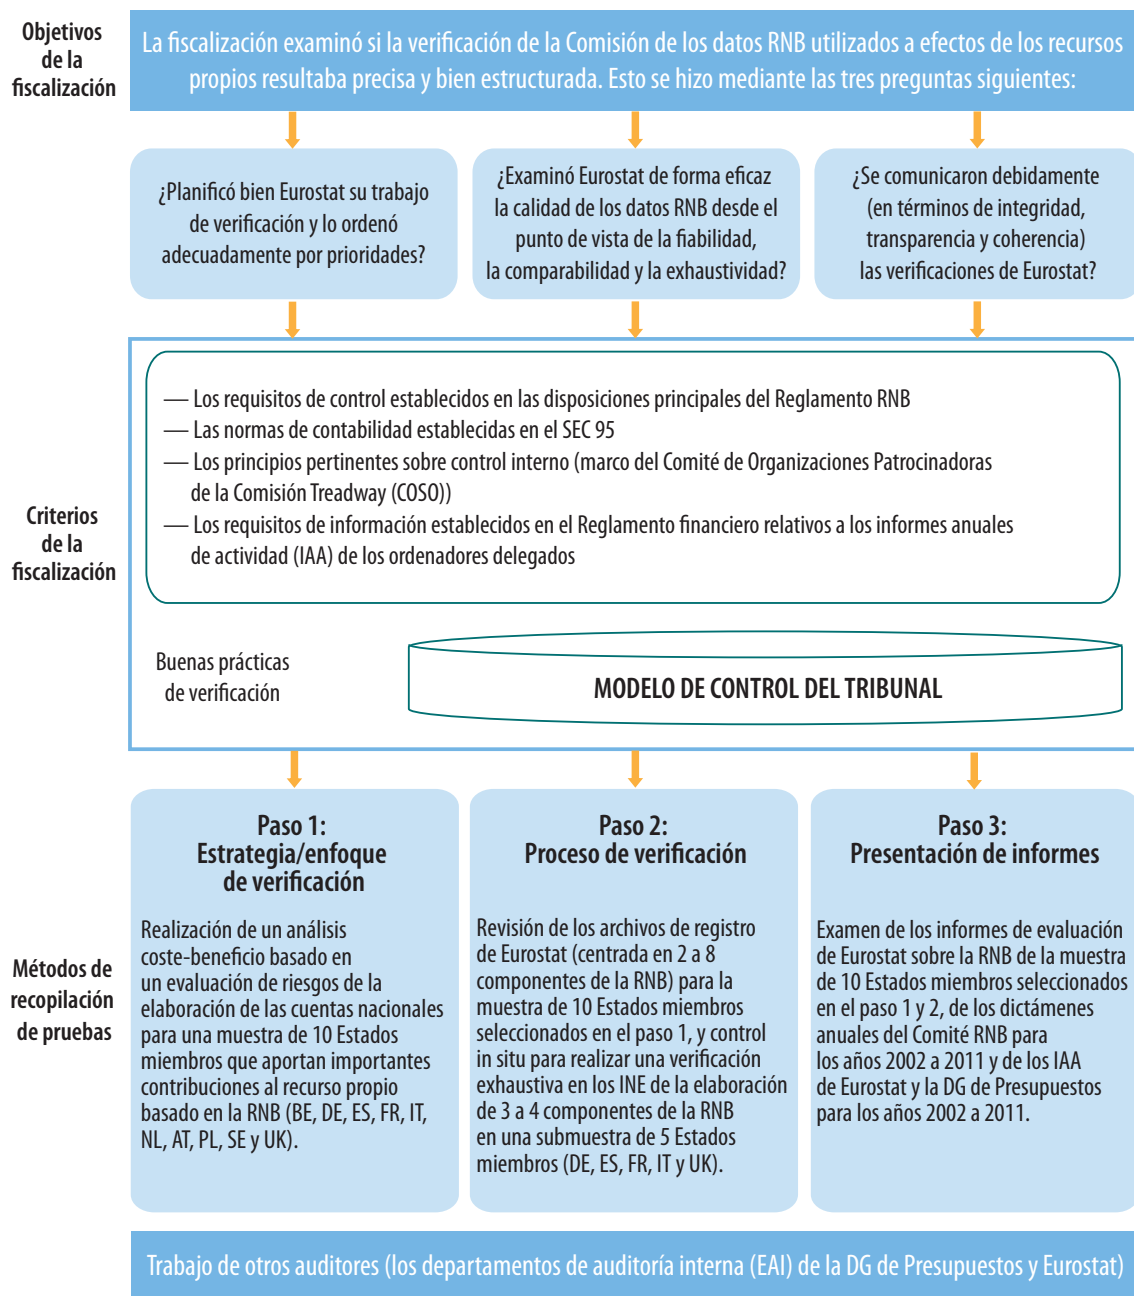 Objetivos
de la
fiscalización
La fiscalización examinó si la verificación de la Comisión de los datos RNB utilizados a efectos de los recursos
propios resultaba precisa y bien estructurada. Esto se hizo mediante las tres preguntas siguientes:
¿Planificó bien Eurostat su trabajo
de verificación y lo ordenó
adecuadamente por prioridades?
¿Examinó Eurostat de forma eficaz
la calidad de los datos RNB desde el
punto de vista de la fiabilidad,
la comparabilidad y la exhaustividad?
¿Se comunicaron debidamente
(en términos de integridad,
transparencia y coherencia)
las verificaciones de Eurostat?
Criterios
de la
fiscalización
— Los requisitos de control establecidos en las disposiciones principales del Reglamento RNB
— Las normas de contabilidad establecidas en el SEC 95
— Los principios pertinentes sobre control interno (marco del Comité de Organizaciones Patrocinadoras
de la Comisión Treadway (COSO))
— Los requisitos de información establecidos en el Reglamento financiero relativos a los informes anuales
de actividad (IAA) de los ordenadores delegados
Buenas prácticas
de verificación
MODELO DE CONTROL DEL TRIBUNAL
Métodos de
recopilación
de pruebas
Paso 1:
Estrategia/enfoque
de verificación
Realización de un análisis
coste-beneficio basado en
un evaluación de riesgos de la
elaboración de las cuentas nacionales
para una muestra de 10 Estados
miembros que aportan importantes
contribuciones al recurso propio
basado en la RNB (BE, DE, ES, FR, IT,
NL, AT, PL, SE y UK).
Paso 2:
Proceso de verificación
Revisión de los archivos de registro
de Eurostat (centrada en 2 a 8
componentes de la RNB) para la
muestra de 10 Estados miembros
seleccionados en el paso 1, y control
in situ para realizar una verificación
exhaustiva en los INE de la elaboración
de 3 a 4 componentes de la RNB
en una submuestra de 5 Estados
miembros (DE, ES, FR, IT y UK).
Paso 3:
Presentación de informes
Examen de los informes de evaluación
de Eurostat sobre la RNB de la muestra
de 10 Estados miembros seleccionados
en el paso 1 y 2, de los dictámenes
anuales del Comité RNB para
los años 2002 a 2011 y de los IAA
de Eurostat y la DG de Presupuestos
para los años 2002 a 2011.
Trabajo de otros auditores (los departamentos de auditoría interna (EAI) de la DG de Presupuestos y Eurostat)